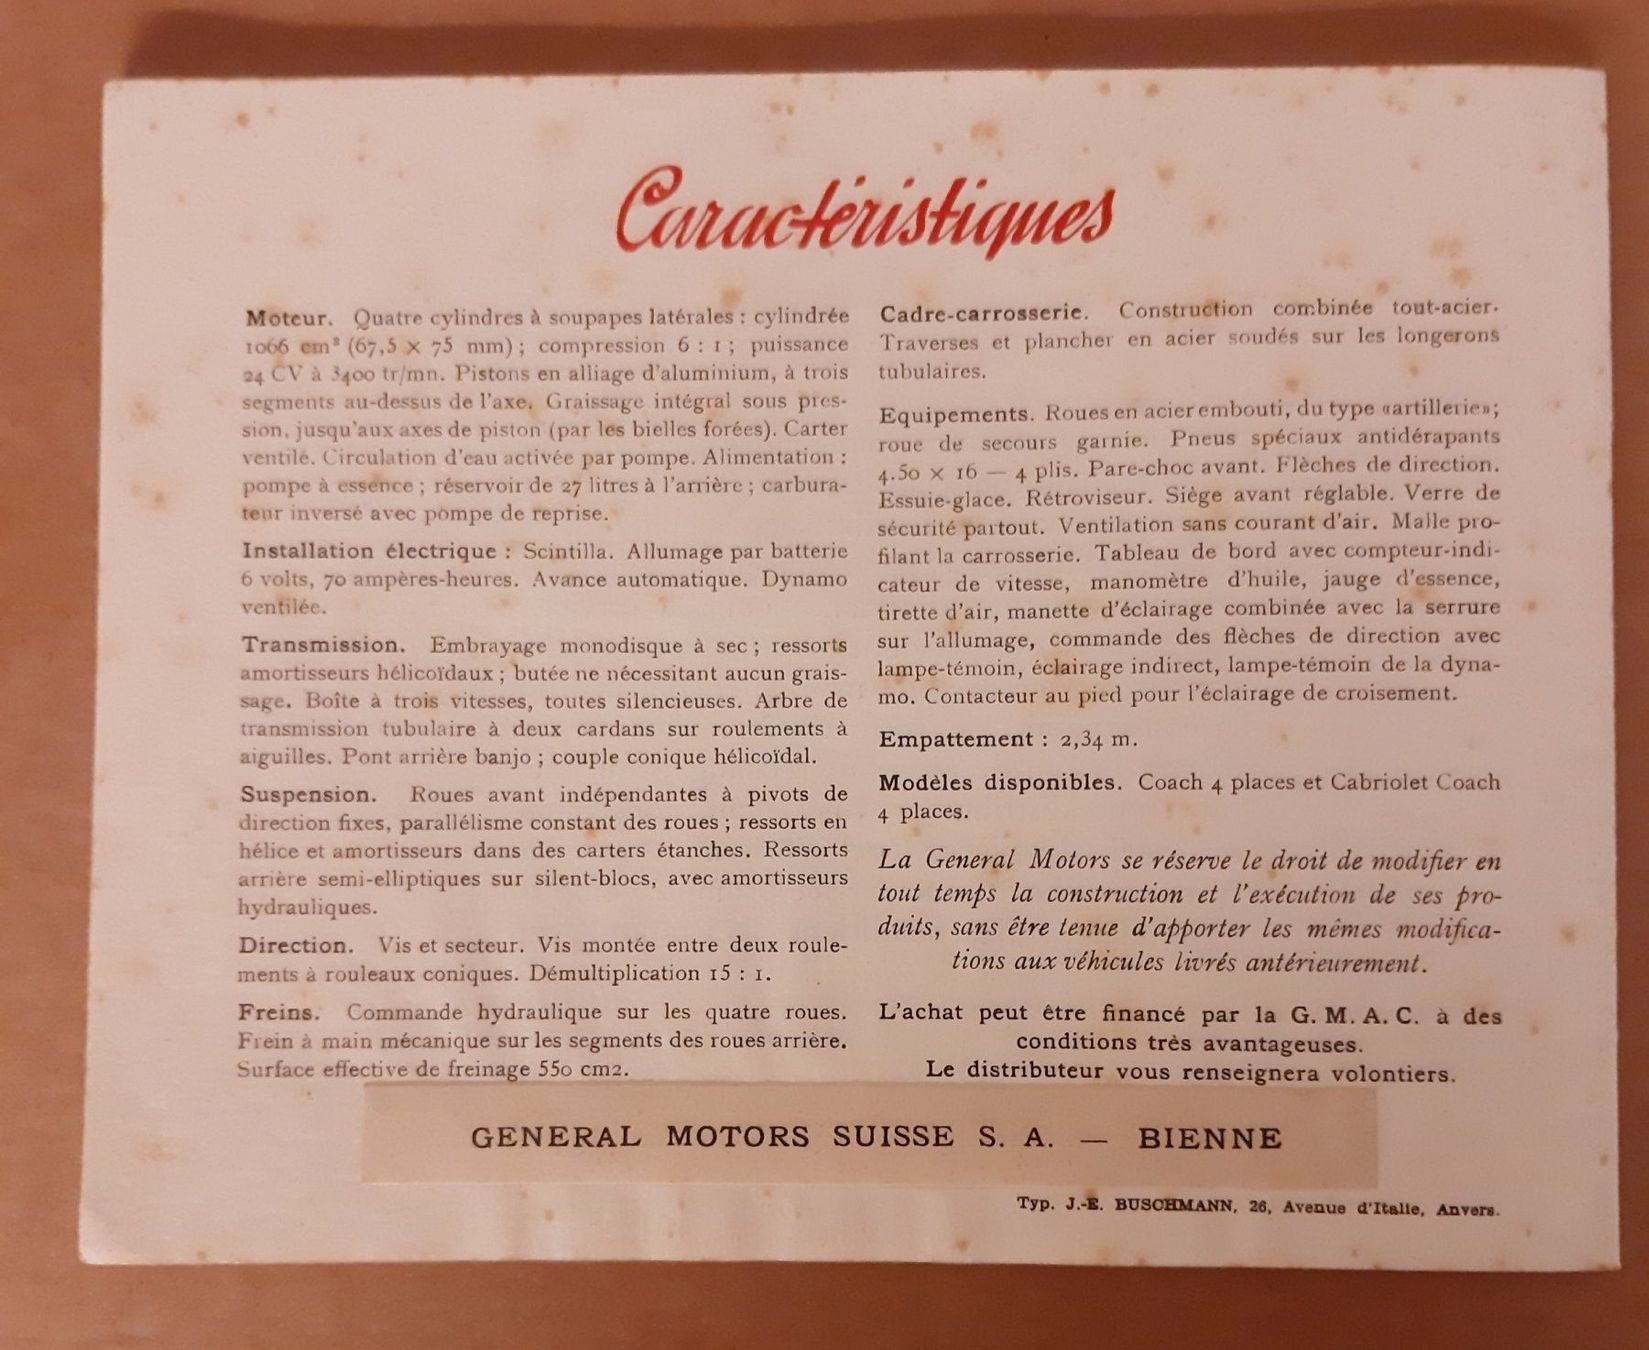 Caractéristiques
Moteur. Quatre cylindres à soupapes latérales : cylindrée
1066 cm³ (67,5 × 75 mm) ; compression 6 : 1 ; puissance
24 CV à 3400 tr/mn. Pistons en alliage d'aluminium, à trois
segments au-dessus de l'axe. Graissage intégral sous pres-
sion, jusqu'aux axes de piston (par les bielles forées). Carter
ventilé. Circulation d'eau activée par pompe. Alimentation :
pompe à essence ; réservoir de 27 litres à l'arrière ; carbura-
teur inversé avec pompe de reprise.
Installation électrique : Scintilla. Allumage par batterie
6 volts, 70 ampères-heures. Avance automatique. Dynamo
ventilée.
Transmission. Embrayage monodisque à sec ; ressorts
amortisseurs hélicoïdaux ; butée ne nécessitant aucun grais-
sage. Boîte à trois vitesses, toutes silencieuses. Arbre de
transmission tubulaire à deux cardans sur roulements à
aiguilles. Pont arrière banjo ; couple conique hélicoïdal.
Suspension. Roues avant indépendantes à pivots de
direction fixes, parallélisme constant des roues ; ressorts en
hélice et amortisseurs dans des carters étanches. Ressorts
arrière semi-elliptiques sur silent-blocs, avec amortisseurs
hydrauliques.
Direction. Vis et secteur. Vis montée entre deux roule-
ments à rouleaux coniques. Démultiplication 15 : 1.
Freins. Commande hydraulique sur les quatre roues.
Frein à main mécanique sur les segments des roues arrière.
Surface effective de freinage 550 cm2.
Cadre-carrosserie. Construction combinée tout-acier.
Traverses et plancher en acier soudés sur les longerons
tubulaires.
Equipements. Roues en acier embouti, du type «artillerie»;
roue de secours garnie. Pneus spéciaux antidérapants
4.50 × 16 — 4 plis. Pare-choc avant. Flèches de direction.
Essuie-glace. Rétroviseur. Siège avant réglable. Verre de
sécurité partout. Ventilation sans courant d'air. Malle pro-
filant la carrosserie. Tableau de bord avec compteur-indi-
cateur de vitesse, manomètre d'huile, jauge d'essence,
tirette d'air, manette d'éclairage combinée avec la serrure
sur l'allumage, commande des flèches de direction avec
lampe-témoin, éclairage indirect, lampe-témoin de la dyna-
mo. Contacteur au pied pour l'éclairage de croisement.
Empattement : 2,34 m.
Modèles disponibles. Coach 4 places et Cabriolet Coach
4 places.
La General Motors se réserve le droit de modifier en
tout temps la construction et l'exécution de ses pro-
duits, sans être tenue d'apporter les mêmes modifica-
tions aux véhicules livrés antérieurement.
L'achat peut être financé par la G. M. A. C. à des
conditions très avantageuses.
Le distributeur vous renseignera volontiers.
GENERAL MOTORS SUISSE S. A. — BIENNE
Typ. J.-E. BUSCHMANN, 26, Avenue d'Italie, Anvers.